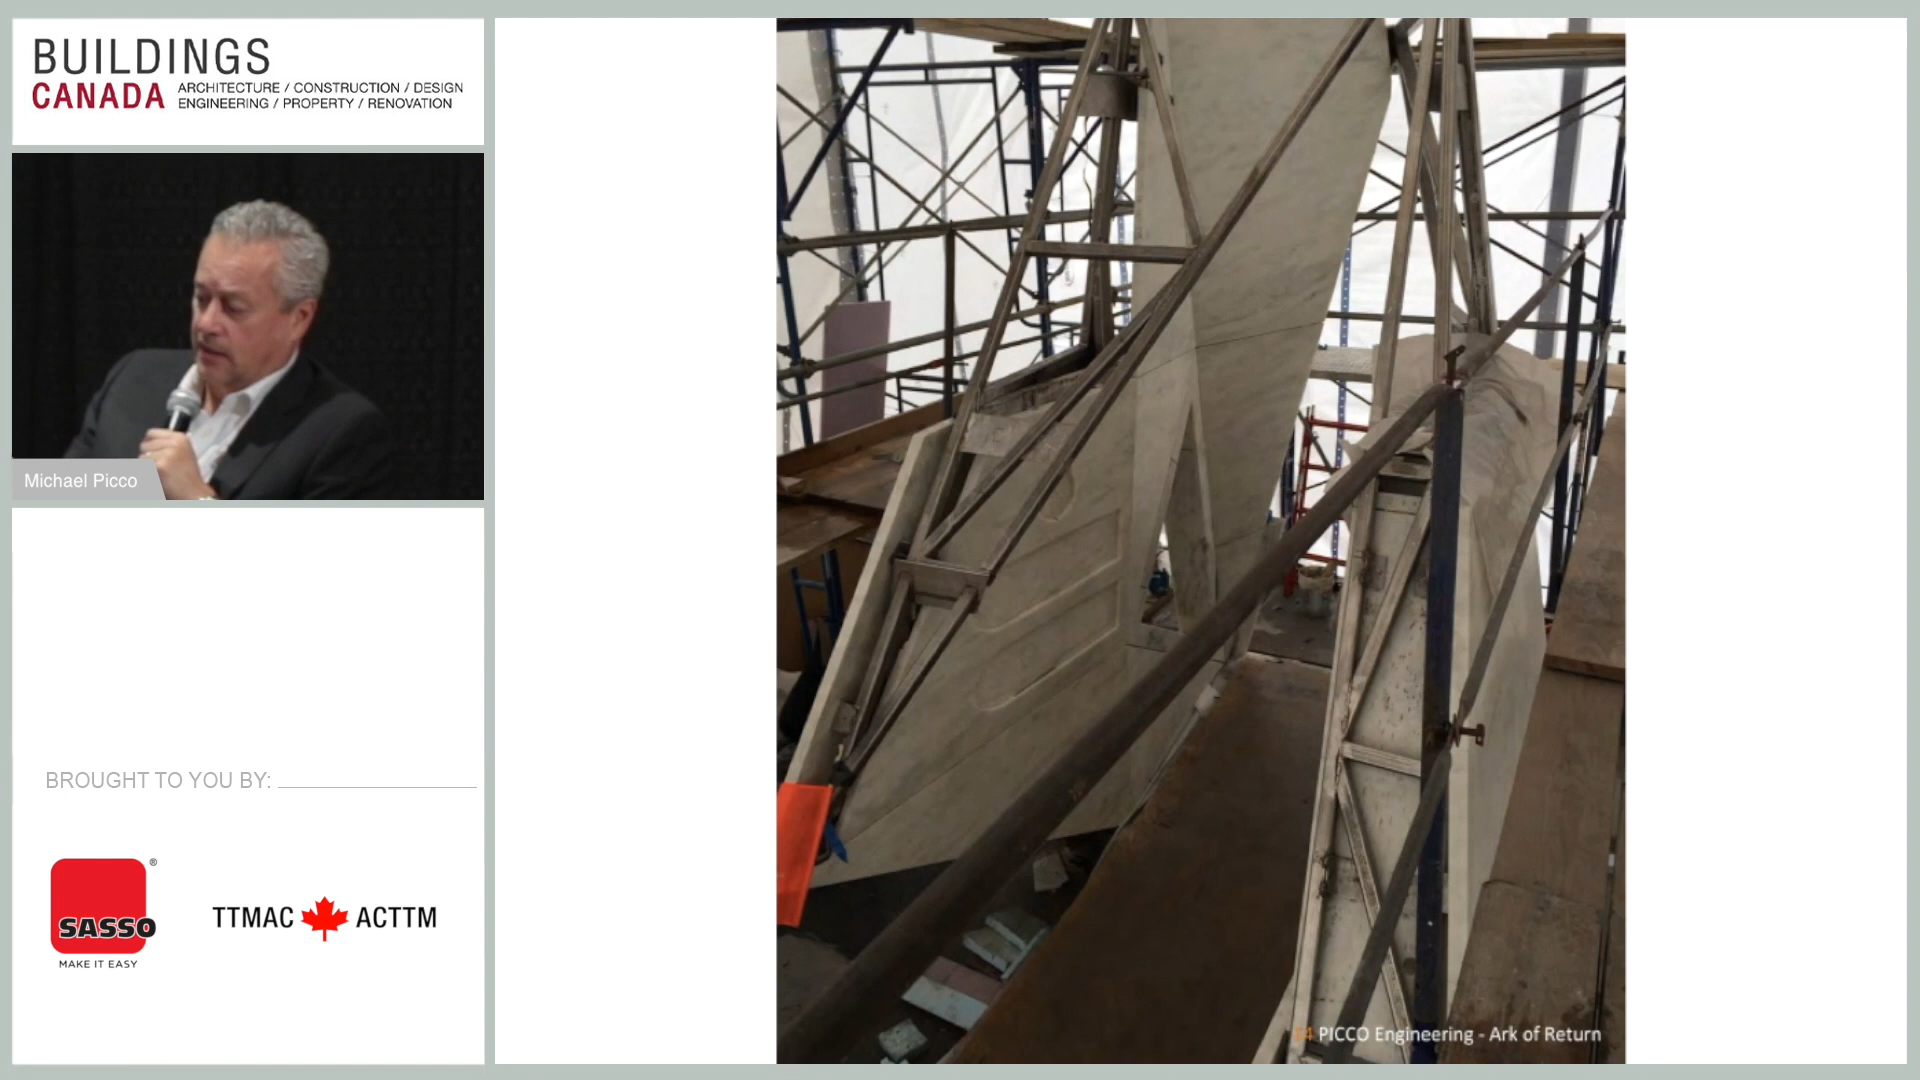 BUILDINGS
CANADA
ARCHITECTURE / CONSTRUCTION / DESIGN
ENGINEERING / PROPERTY / RENOVATION
Michael Picco
BROUGHT TO YOU BY:
SASSO
®
MAKE IT EASY
TTMAC ACTTM
PICCO Engineering - Ark of Return